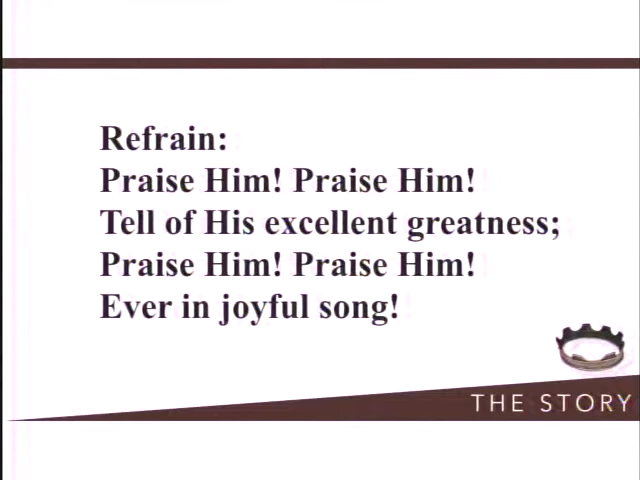 Refrain:
Praise Him! Praise Him!
Tell of His excellent greatness;
Praise Him! Praise Him!
Ever in joyful song!
THE STORY